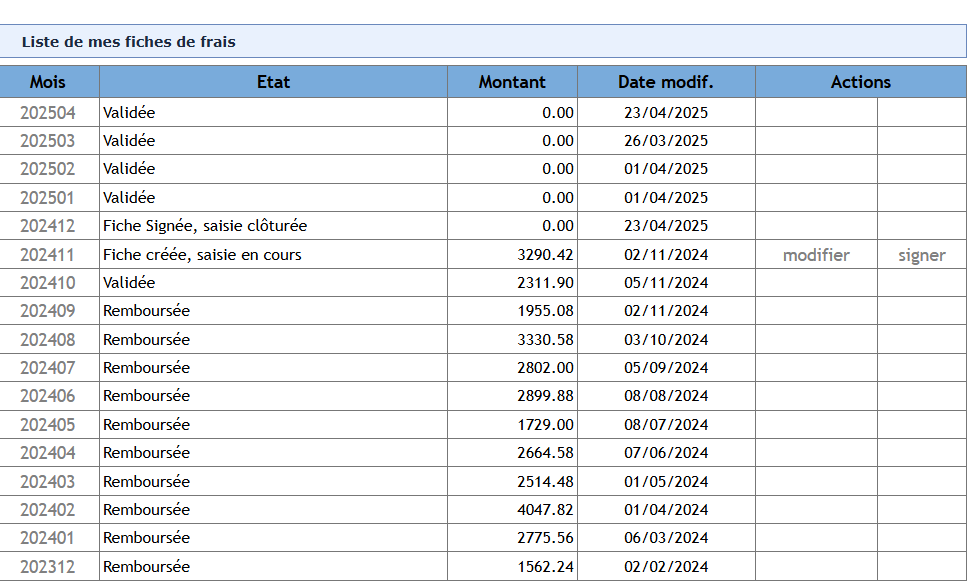 Liste de mes fiches de frais
Mois Etat Montant Date modif. Actions
202504 Validée 0.00 23/04/2025
202503 Validée 0.00 26/03/2025
202502 Validée 0.00 01/04/2025
202501 Validée 0.00 01/04/2025
202412 Fiche Signée, saisie clôturée 0.00 23/04/2025
202411 Fiche créée, saisie en cours 3290.42 02/11/2024 modifier signer
202410 Validée 2311.90 05/11/2024
202409 Remboursée 1955.08 02/11/2024
202408 Remboursée 3330.58 03/10/2024
202407 Remboursée 2802.00 05/09/2024
202406 Remboursée 2899.88 08/08/2024
202405 Remboursée 1729.00 08/07/2024
202404 Remboursée 2664.58 07/06/2024
202403 Remboursée 2514.48 01/05/2024
202402 Remboursée 4047.82 01/04/2024
202401 Remboursée 2775.56 06/03/2024
202312 Remboursée 1562.24 02/02/2024